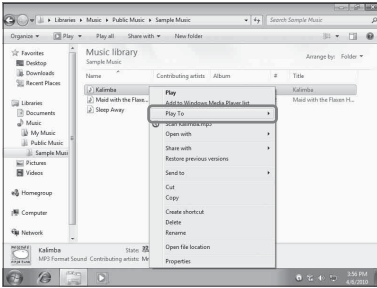 Libraries ▸ Music ▸ Public Music ▸ Sample Music
Search Sample Music
Organize Play Play all Share with New folder
Favorites
Desktop
Downloads
Recent Places
Libraries
Documents
Music
My Music
Public Music
Sample Musi
Pictures
Videos
Homegroup
Computer
Network
Music library
Sample Music
Arrange by: Folder
Name Contributing artists Album # Title
Kalimba Kalimba
Maid with the Flaxe... Maid with the Flaxen H...
Sleep Away
Play
Add to Windows Media Player list
Play To
Scan Kalimba.mp3
Open with
Share with
Restore previous versions
Send to
Cut
Copy
Create shortcut
Delete
Rename
Open file location
Properties
Kalimba State:
MP3 Format Sound Contributing artists: Mr
3:56 PM
4/6/2010